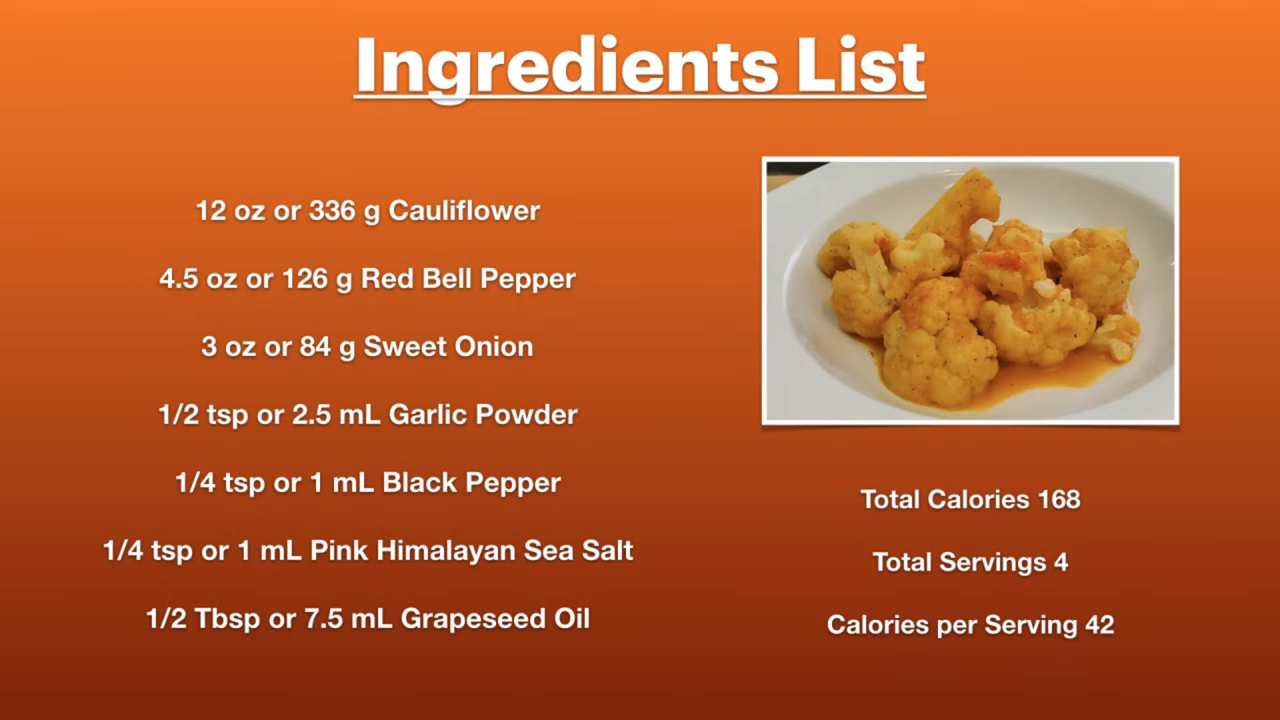 Ingredients List
12 oz or 336 g Cauliflower
4.5 oz or 126 g Red Bell Pepper
3 oz or 84 g Sweet Onion
1/2 tsp or 2.5 mL Garlic Powder
1/4 tsp or 1 mL Black Pepper
1/4 tsp or 1 mL Pink Himalayan Sea Salt
1/2 Tbsp or 7.5 mL Grapeseed Oil
Total Calories 168
Total Servings 4
Calories per Serving 42